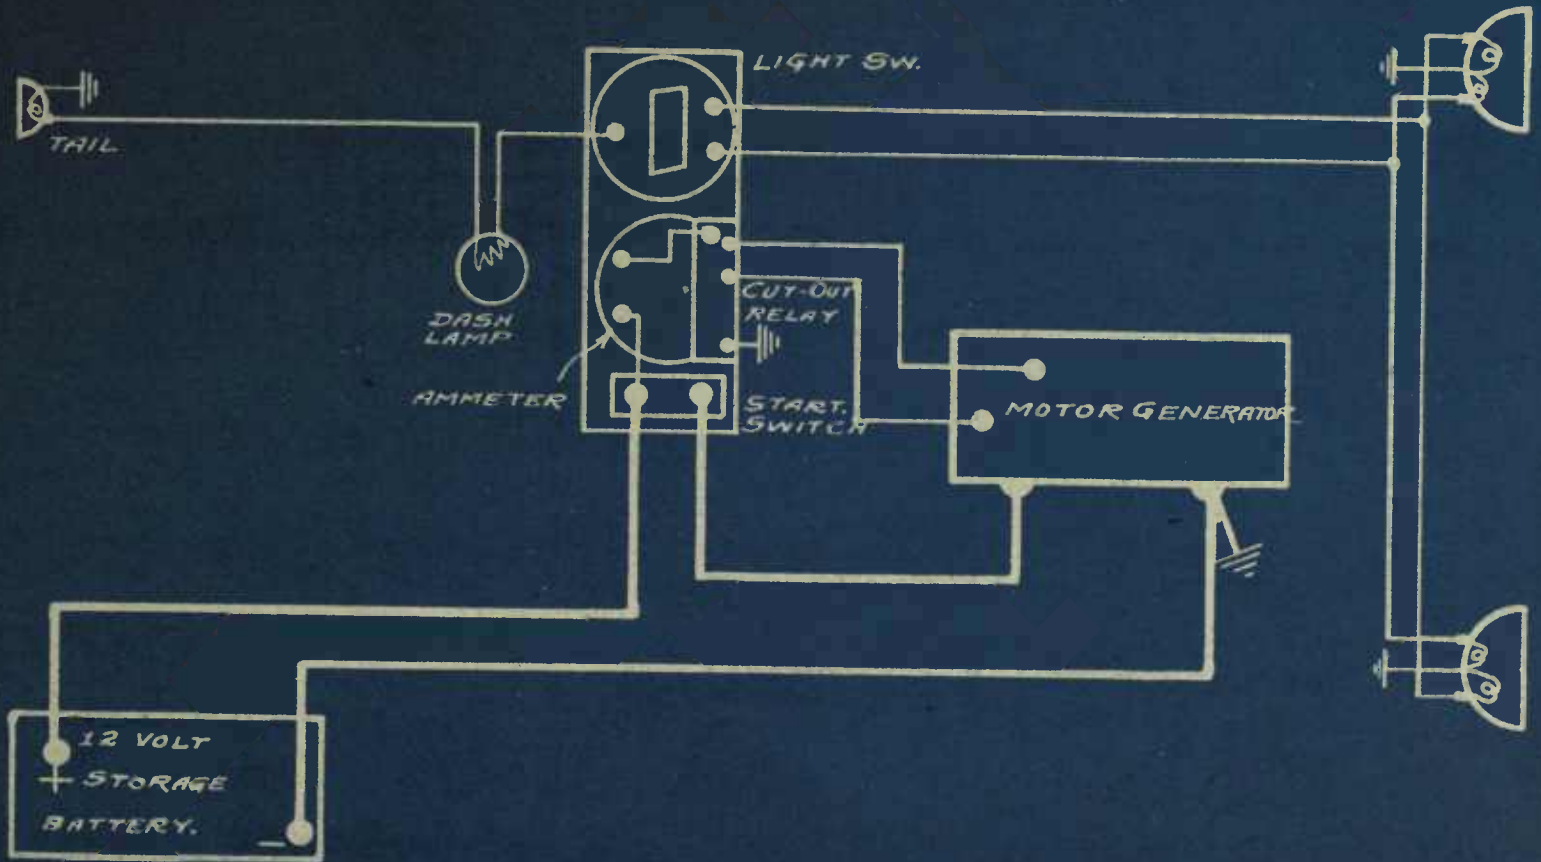 LIGHT SW.
TAIL
CUT-OUT
RELAY
DASH
LAMP
AMMETER
START.
SWITCH
MOTOR GENERATOR
12 VOLT
+ STORAGE
BATTERY.
–